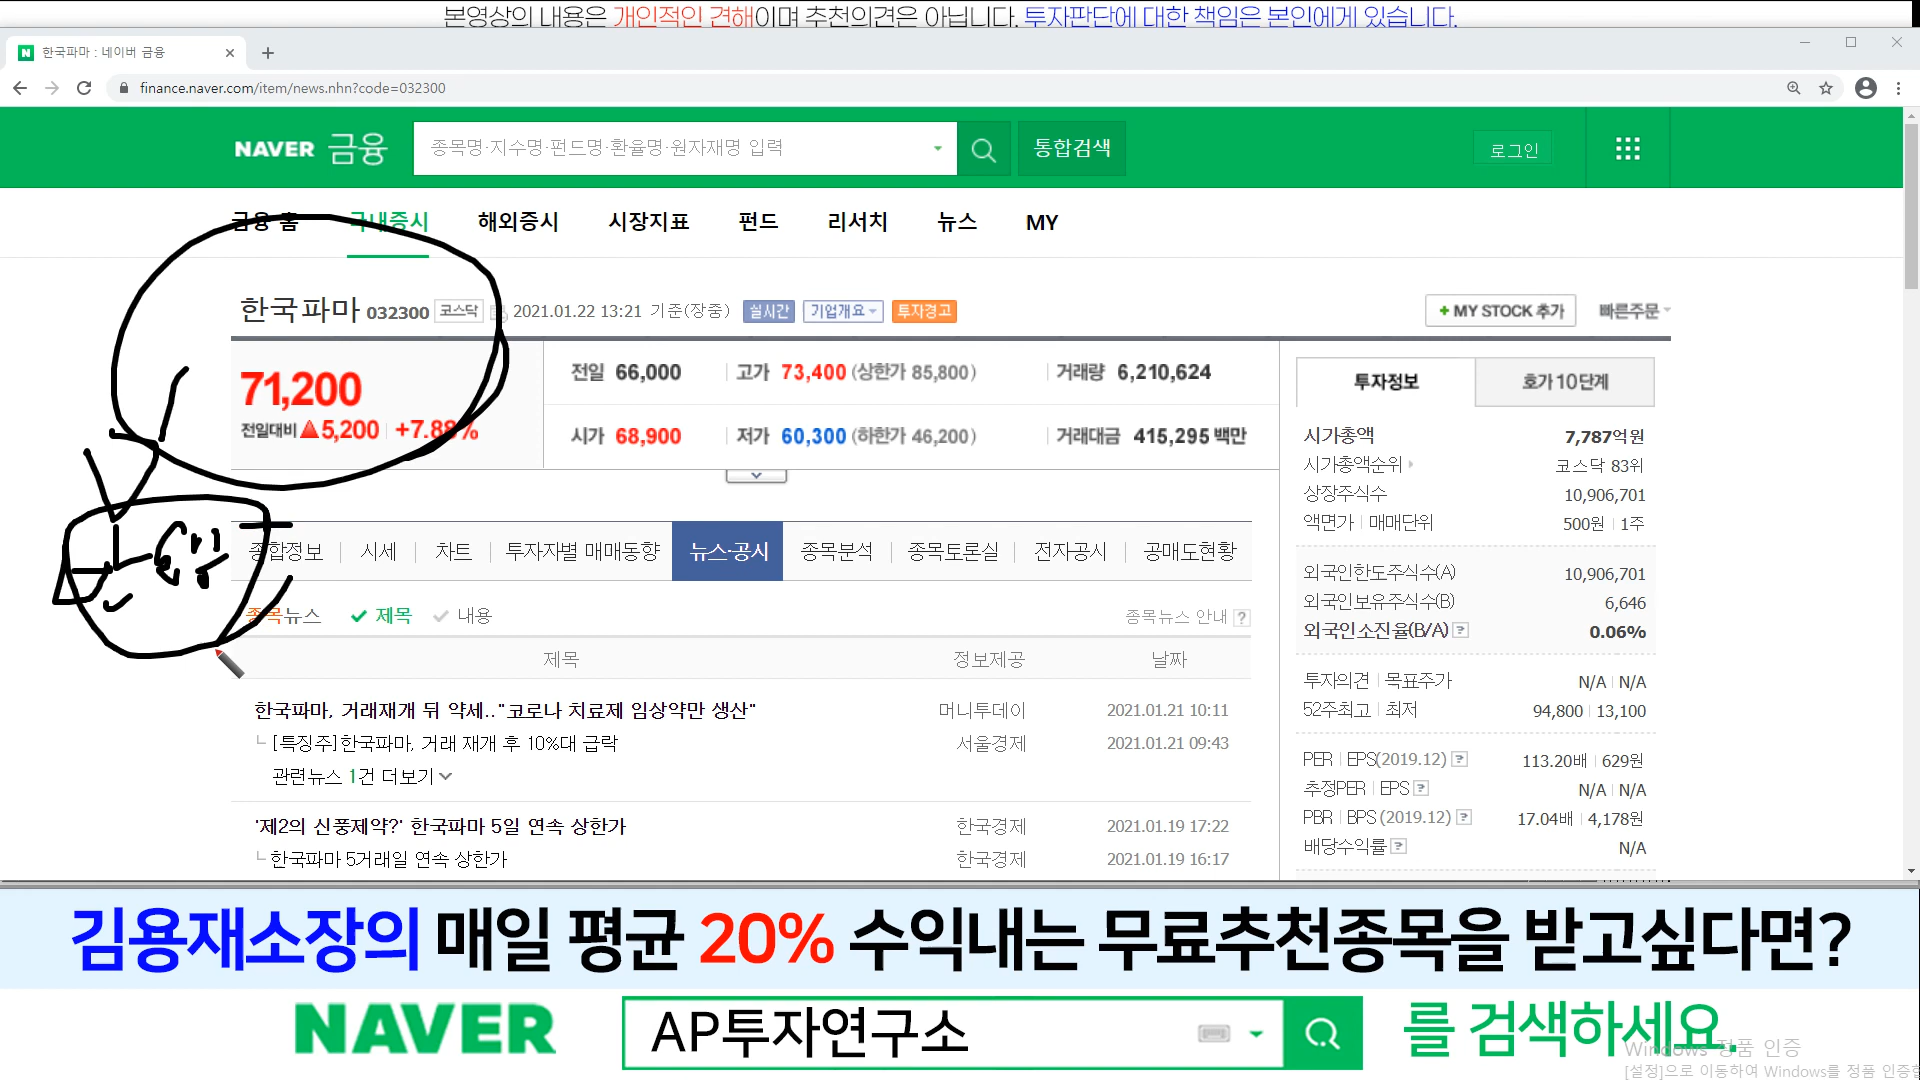 본영상의 내용은 개인적인 견해이며 추천의견은 아닙니다. 투자판단에 대한 책임은 본인에게 있습니다.
한국파마 : 네이버 금융
finance.naver.com/item/news.nhn?code=032300
NAVER 금융
종목명·지수명·펀드명·환율명·원자재명 입력
통합검색
로그인
금융 홈 국내증시 해외증시 시장지표 펀드 리서치 뉴스 MY
한국파마 032300 코스닥 2021.01.22 13:21 기준(장중) 실시간 기업개요 투자경고
+ MY STOCK 추가 빠른주문
71,200
전일대비 ▲5,200 +7.88%
전일 66,000 고가 73,400 (상한가 85,800) 거래량 6,210,624
시가 68,900 저가 60,300 (하한가 46,200) 거래대금 415,295 백만
종합정보 시세 차트 투자자별 매매동향 뉴스·공시 종목분석 종목토론실 전자공시 공매도현황
종목뉴스 제목 내용 종목뉴스 안내 ?
제목 정보제공 날짜
한국파마, 거래재개 뒤 약세.."코로나 치료제 임상약만 생산" 머니투데이 2021.01.21 10:11
[특징주]한국파마, 거래 재개 후 10%대 급락 서울경제 2021.01.21 09:43
관련뉴스 1건 더보기
'제2의 신풍제약?' 한국파마 5일 연속 상한가 한국경제 2021.01.19 17:22
한국파마 5거래일 연속 상한가 한국경제 2021.01.19 16:17
투자정보 호가 10단계
시가총액 7,787억원
시가총액순위 코스닥 83위
상장주식수 10,906,701
액면가 매매단위 500원 1주
외국인한도주식수(A) 10,906,701
외국인보유주식수(B) 6,646
외국인소진율(B/A) ? 0.06%
투자의견 목표주가 N/A N/A
52주최고 최저 94,800 13,100
PER EPS(2019.12) ? 113.20배 629원
추정PER EPS ? N/A N/A
PBR BPS (2019.12) ? 17.04배 4,178원
배당수익률 ? N/A
김용재소장의 매일 평균 20% 수익내는 무료추천종목을 받고싶다면?
NAVER AP투자연구소 를 검색하세요.
Windows 정품 인증
[설정]으로 이동하여 Windows를 정품 인증